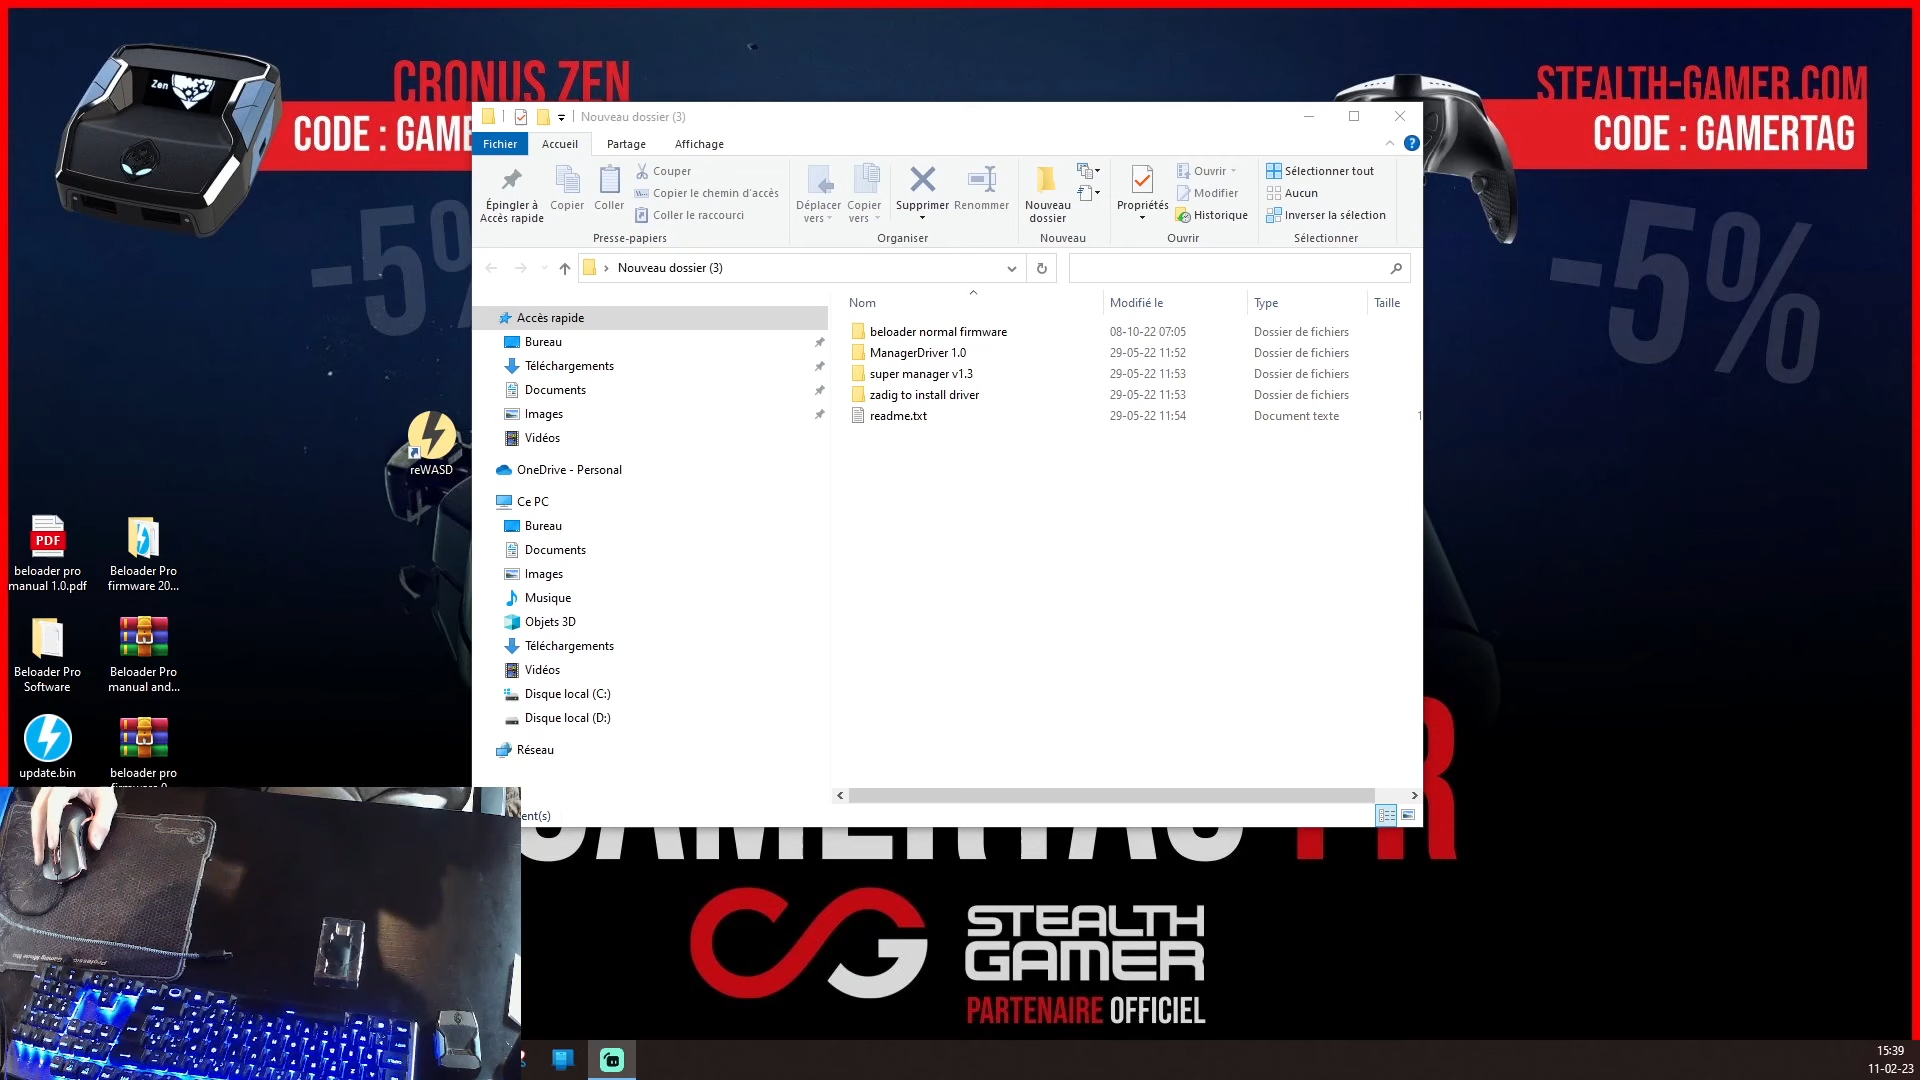 CRONUS ZEN
Zen
STEALTH-GAMER.COM
CODE : GAMERTAG
-5%
Nouveau dossier (3)
Fichier
Accueil
Partage
Affichage
Épingler à
Accès rapide
Copier
Coller
Couper
Copier le chemin d'accès
Coller le raccourci
Presse-papiers
Déplacer
vers
Copier
vers
Supprimer
Renommer
Organiser
Nouveau
dossier
Nouveau
Propriétés
Ouvrir
Modifier
Historique
Ouvrir
Sélectionner tout
Aucun
Inverser la sélection
Sélectionner
Nouveau dossier (3)
Nom
Modifié le
Type
Taille
beloader normal firmware
08-10-22 07:05
Dossier de fichiers
ManagerDriver 1.0
29-05-22 11:52
Dossier de fichiers
super manager v1.3
29-05-22 11:53
Dossier de fichiers
zadig to install driver
29-05-22 11:53
Dossier de fichiers
readme.txt
29-05-22 11:54
Document texte
1
Accès rapide
Bureau
Téléchargements
Documents
Images
Vidéos
OneDrive - Personal
Ce PC
Bureau
Documents
Images
Musique
Objets 3D
Téléchargements
Vidéos
Disque local (C:)
Disque local (D:)
Réseau
ent(s)
CODE : GAME
-5%
reWASD
PDF
beloader pro
manual 1.0.pdf
Beloader Pro
firmware 20...
Beloader Pro
Software
Beloader Pro
manual and...
update.bin
beloader pro
STEALTH
GAMER
PARTENAIRE OFFICIEL
15:39
11-02-23